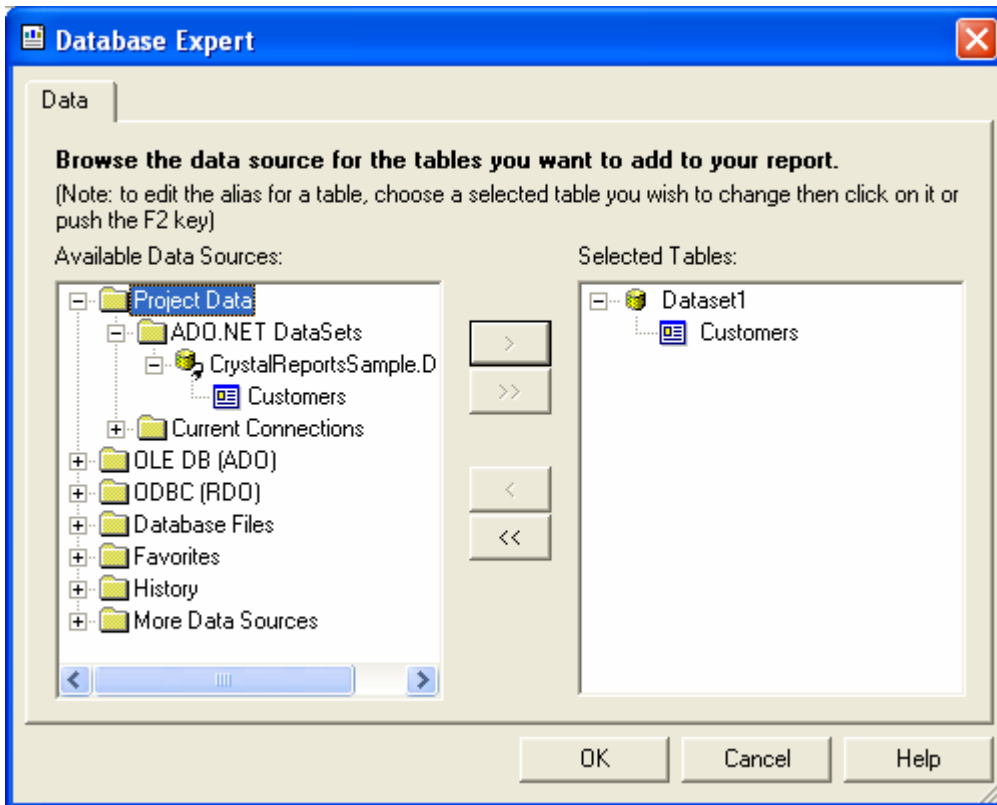 Database Expert
Data
Browse the data source for the tables you want to add to your report.
(Note: to edit the alias for a table, choose a selected table you wish to change then click on it or
push the F2 key)
Available Data Sources:
Selected Tables:
Project Data
ADO.NET DataSets
CrystalReportsSample.D
Customers
Current Connections
OLE DB (ADO)
ODBC (RDO)
Database Files
Favorites
History
More Data Sources
>
>>
<
<<
Dataset1
Customers
OK
Cancel
Help